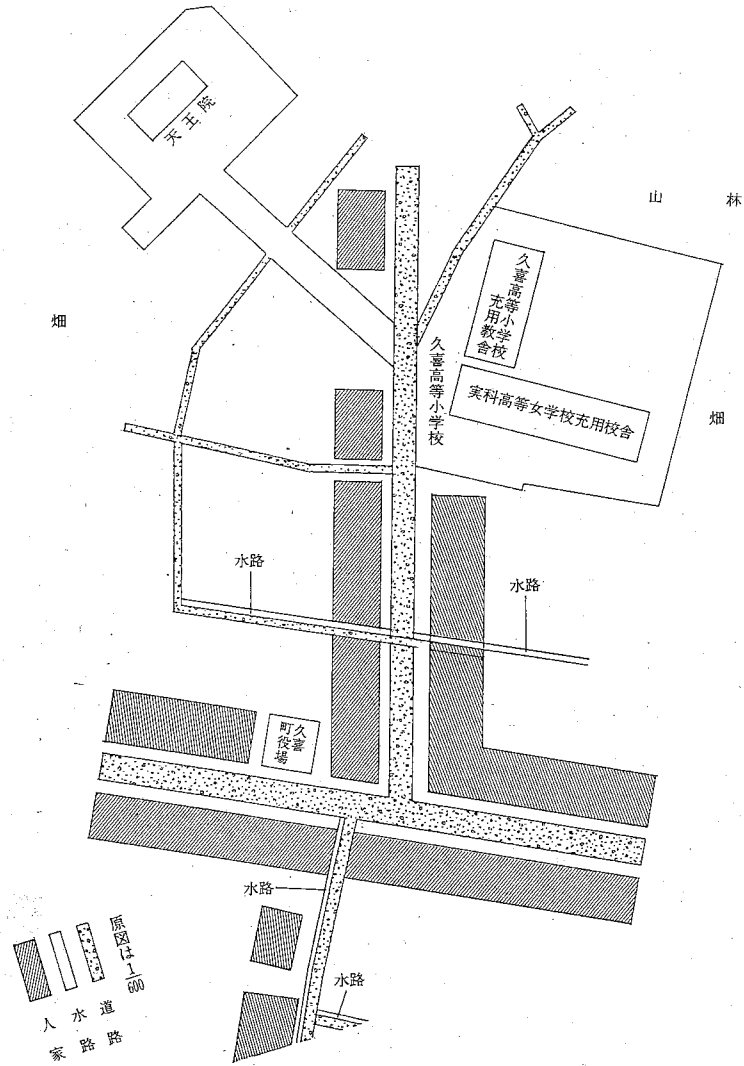 天王院
山林
久喜高等小学校
充用教舎
畑
久喜高等小学校
実科高等女学校充用校舎
畑
水路
水路
久喜
町役場
水路
水路
原図は1/600
道路
水路
人家